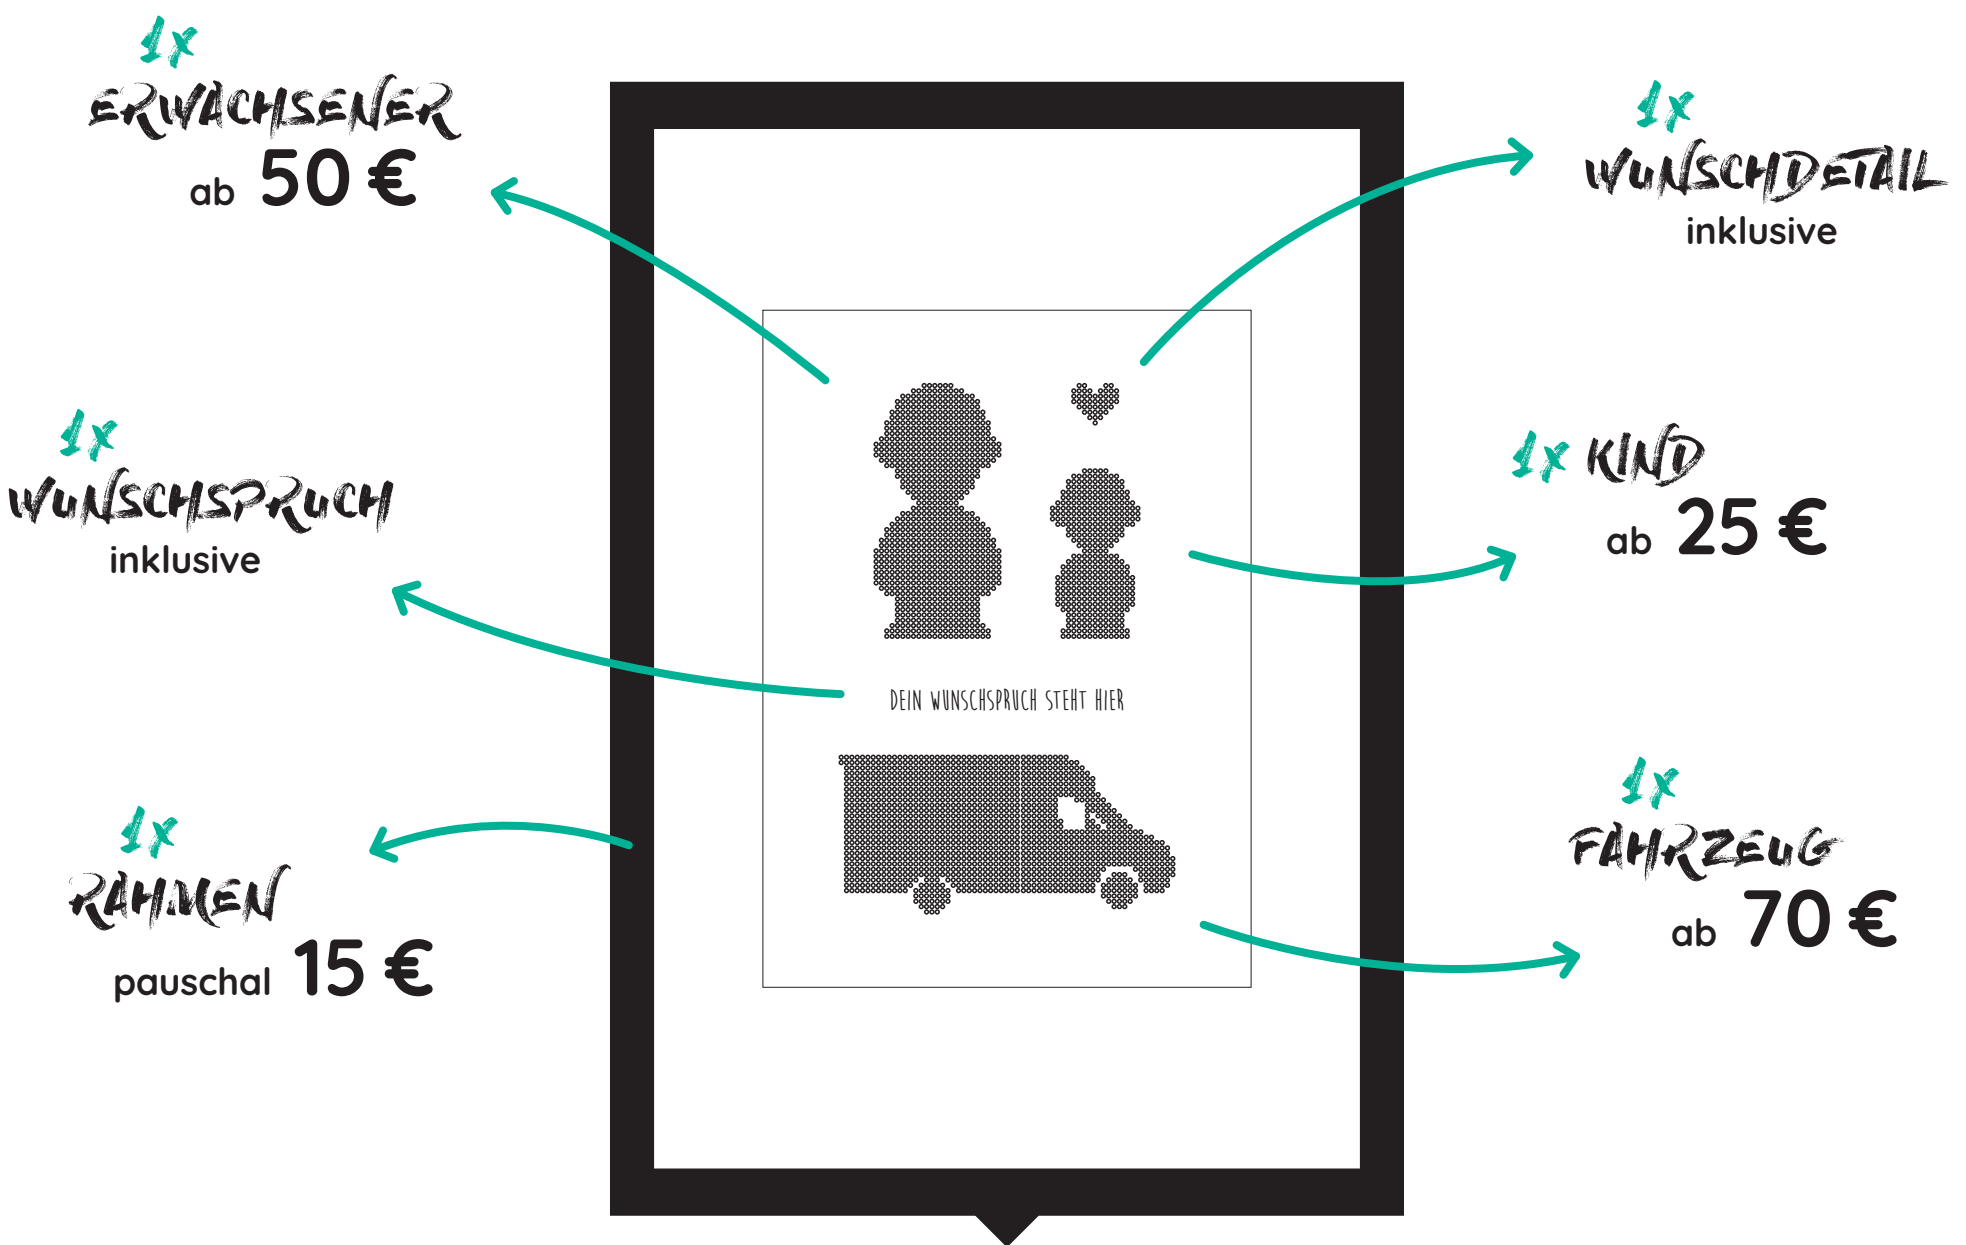 1x
ERWACHSENER
ab 50 €
1x
WUNSCHDETAIL
inklusive
1x
WUNSCHSPRUCH
inklusive
1x KIND
ab 25 €
DEIN WUNSCHSPRUCH STEHT HIER
1x
RAHMEN
pauschal 15 €
1x
FAHRZEUG
ab 70 €